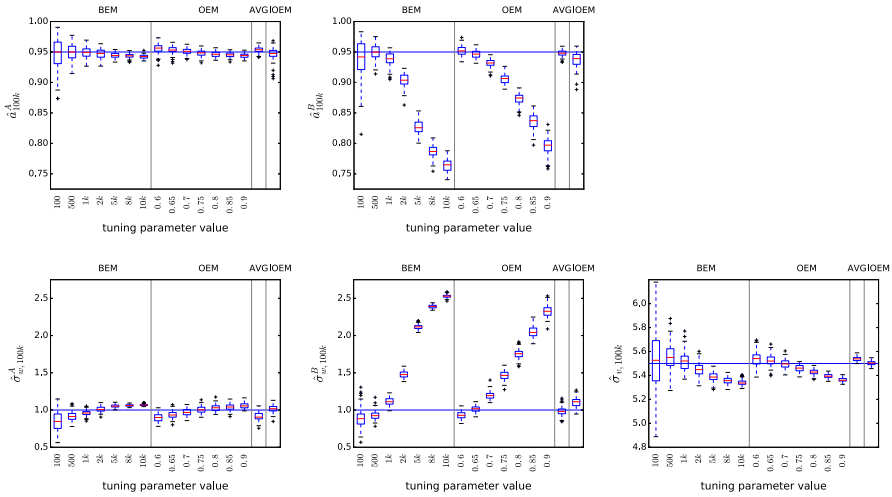 BEM OEM AVG IOEM
1.00
0.95
0.90
0.85
0.80
0.75
â^A_{100k}
100 500 1k 2k 5k 8k 10k 0.6 0.65 0.7 0.75 0.8 0.85 0.9
tuning parameter value
BEM OEM AVG IOEM
1.00
0.95
0.90
0.85
0.80
0.75
â^B_{100k}
100 500 1k 2k 5k 8k 10k 0.6 0.65 0.7 0.75 0.8 0.85 0.9
tuning parameter value
BEM OEM AVG IOEM
2.5
2.0
1.5
1.0
0.5
σ̂^A_{w,100k}
100 500 1k 2k 5k 8k 10k 0.6 0.65 0.7 0.75 0.8 0.85 0.9
tuning parameter value
BEM OEM AVG IOEM
2.5
2.0
1.5
1.0
0.5
σ̂^B_{w,100k}
100 500 1k 2k 5k 8k 10k 0.6 0.65 0.7 0.75 0.8 0.85 0.9
tuning parameter value
BEM OEM AVG IOEM
6.0
5.8
5.6
5.4
5.2
5.0
4.8
σ̂_{v,100k}
100 500 1k 2k 5k 8k 10k 0.6 0.65 0.7 0.75 0.8 0.85 0.9
tuning parameter value